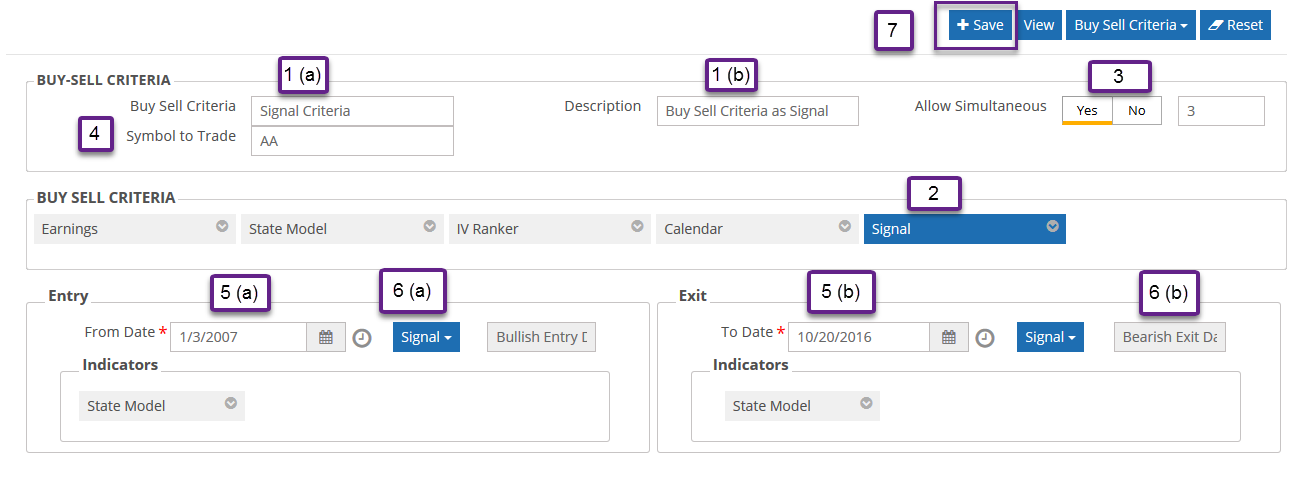 7
Save
View
Buy Sell Criteria
Reset
BUY-SELL CRITERIA
1 (a)
1 (b)
3
Buy Sell Criteria
Signal Criteria
Description
Buy Sell Criteria as Signal
Allow Simultaneous
Yes
No
3
4
Symbol to Trade
AA
BUY SELL CRITERIA
2
Earnings
State Model
IV Ranker
Calendar
Signal
Entry
5 (a)
6 (a)
From Date *
1/3/2007
Signal
Bullish Entry D
Indicators
State Model
Exit
5 (b)
6 (b)
To Date *
10/20/2016
Signal
Bearish Exit Da
Indicators
State Model